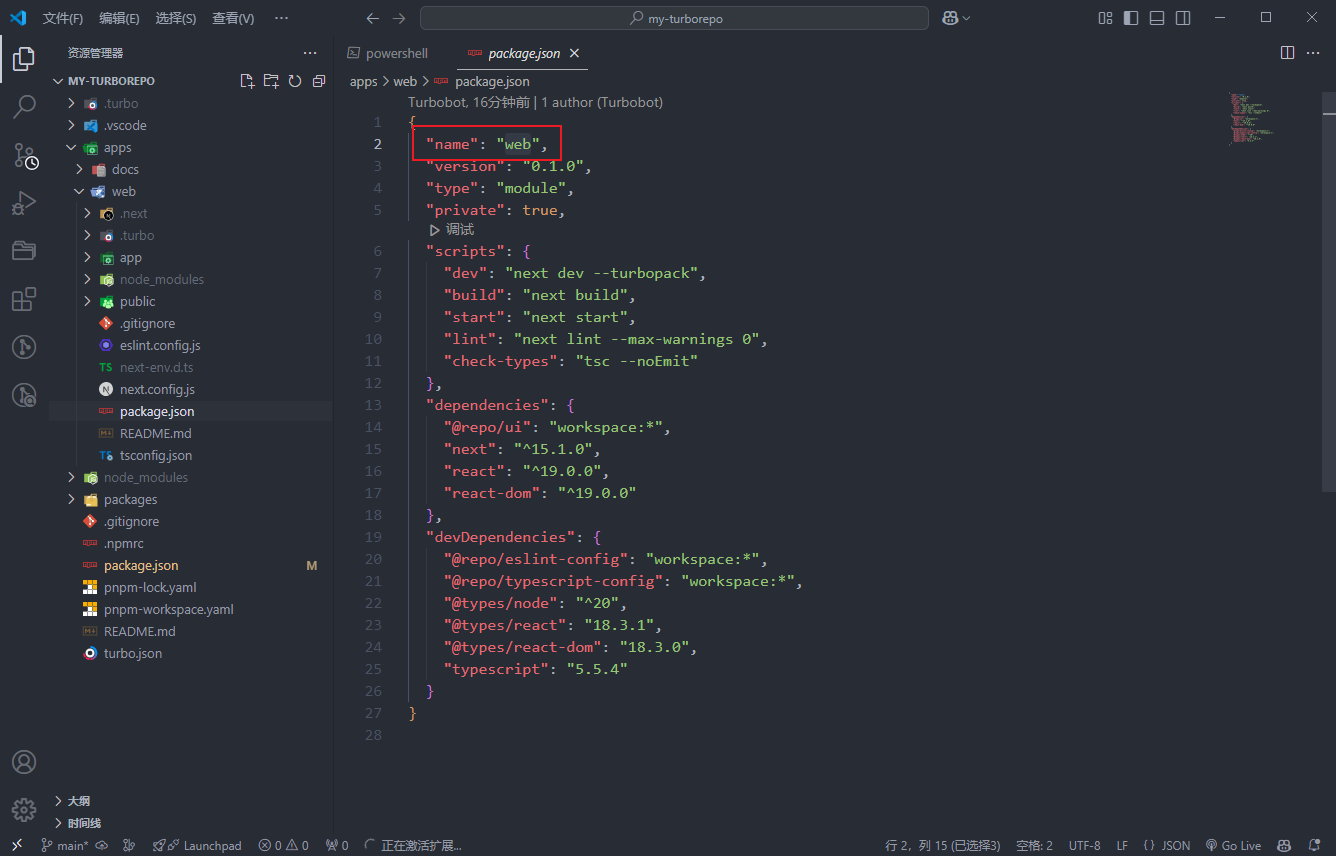 文件(F) 编辑(E) 选择(S) 查看(V) ··· my-turborepo
资源管理器 ···
MY-TURBOREPO
.turbo
.vscode
apps
docs
web
.next
.turbo
app
node_modules
public
.gitignore
eslint.config.js
TS next-env.d.ts
next.config.js
package.json
README.md
tsconfig.json
node_modules
packages
.gitignore
.npmrc
package.json M
pnpm-lock.yaml
pnpm-workspace.yaml
README.md
turbo.json
大纲
时间线
powershell package.json
apps > web > package.json
Turbobot, 16分钟前 | 1 author (Turbobot)
1 {
2 "name": "web",
3 "version": "0.1.0",
4 "type": "module",
5 "private": true,
调试
6 "scripts": {
7 "dev": "next dev --turbopack",
8 "build": "next build",
9 "start": "next start",
10 "lint": "next lint --max-warnings 0",
11 "check-types": "tsc --noEmit"
12 },
13 "dependencies": {
14 "@repo/ui": "workspace:*",
15 "next": "^15.1.0",
16 "react": "^19.0.0",
17 "react-dom": "^19.0.0"
18 },
19 "devDependencies": {
20 "@repo/eslint-config": "workspace:*",
21 "@repo/typescript-config": "workspace:*",
22 "@types/node": "^20",
23 "@types/react": "18.3.1",
24 "@types/react-dom": "18.3.0",
25 "typescript": "5.5.4"
26 }
27 }
28
main* Launchpad 0 0 0 正在激活扩展... 行 2，列 15 (已选择3) 空格: 2 UTF-8 LF { } JSON Go Live